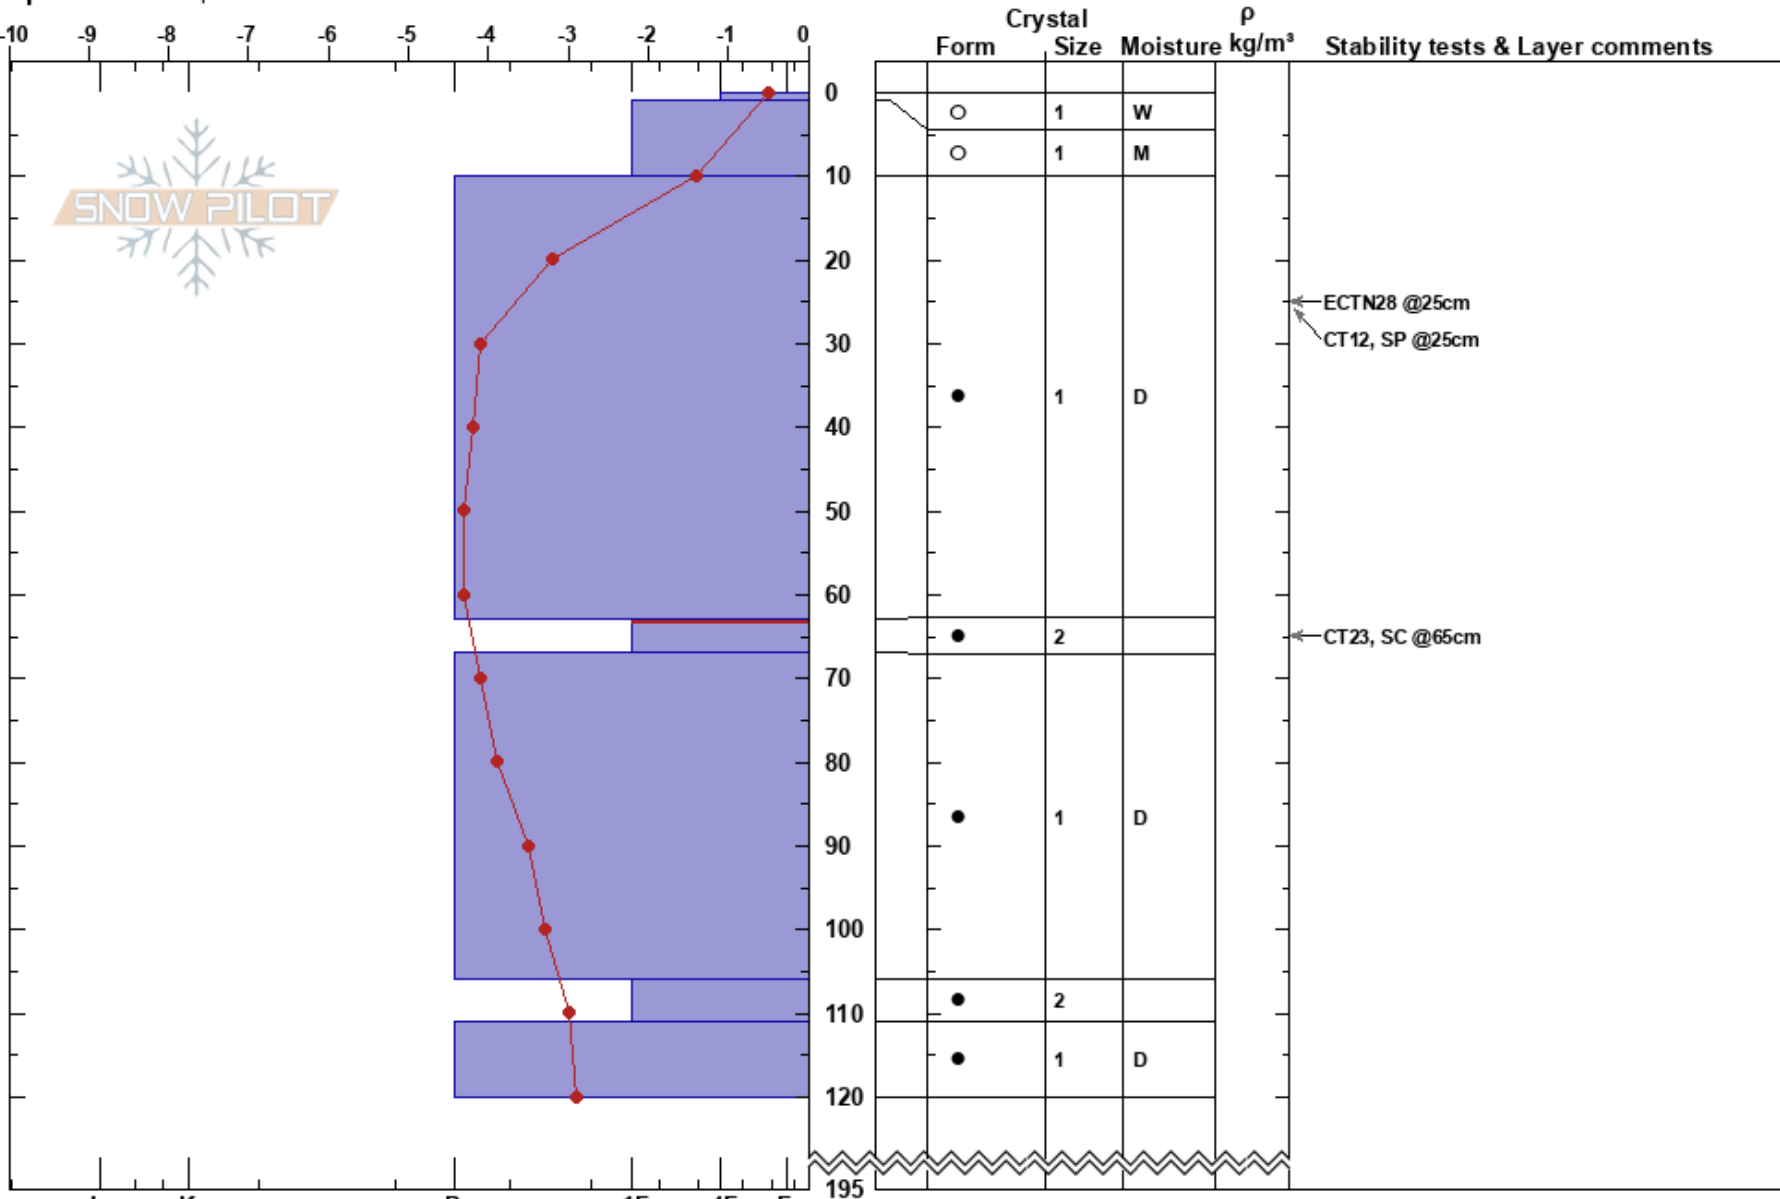 Crystal ρ
-10 -9 -8 -7 -6 -5 -4 -3 -2 -1 0 Form Size Moisture kg/m³ Stability tests & Layer comments
0
1 W
SNOW PILOT
1 M
10
20
ECTN28 @25cm
30 CT12, SP @25cm
1 D
40
50
60
2 CT23, SC @65cm
70
80
1 D
90
100
2
110
1 D
120
195